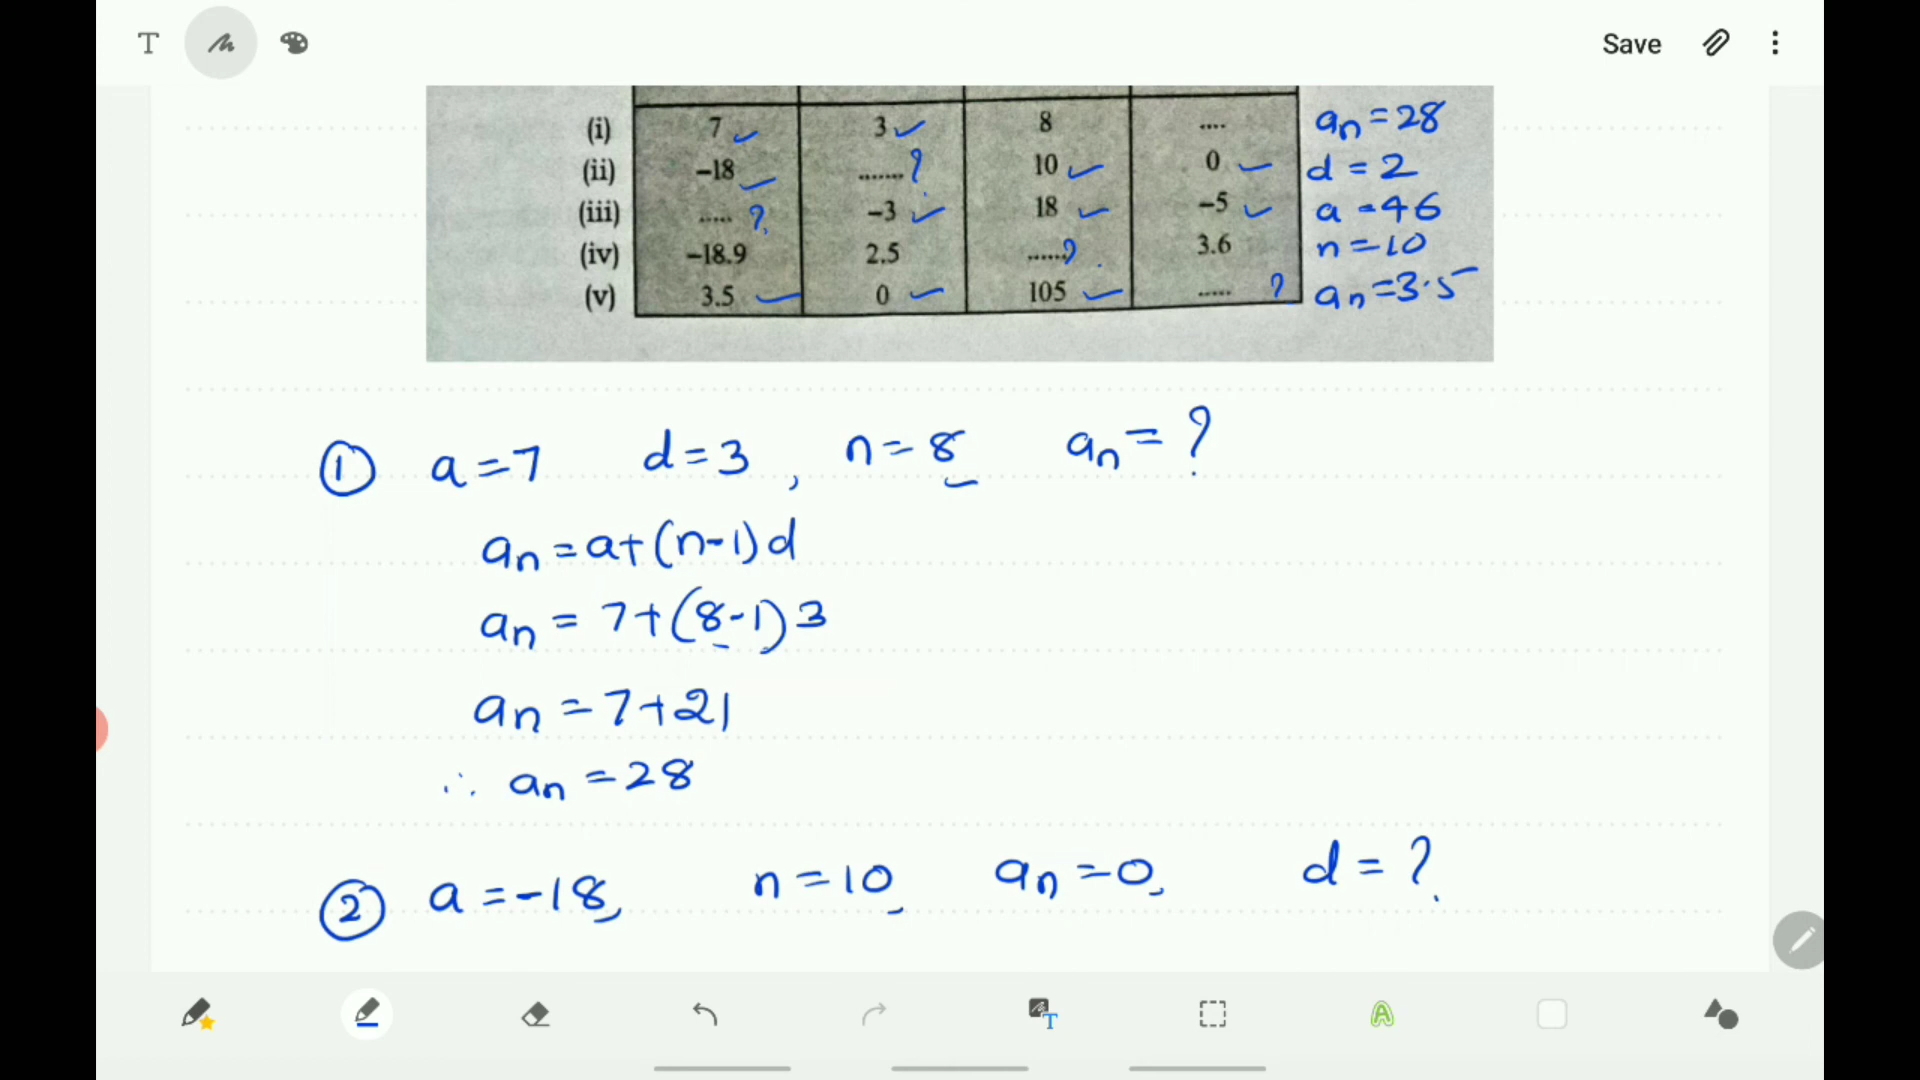 T Save
(i) 7 3 8 .... an = 28
(ii) -18 .......? 10 0 d = 2
(iii) .....? -3 18 -5 a = 46
(iv) -18.9 2.5 ......? 3.6 n = 10
(v) 3.5 0 105 .....? an = 3.5
① a = 7 d = 3, n = 8 an = ?
an = a + (n-1)d
an = 7 + (8-1)3
an = 7 + 21
∴ an = 28
② a = -18, n = 10, an = 0, d = ?
T A